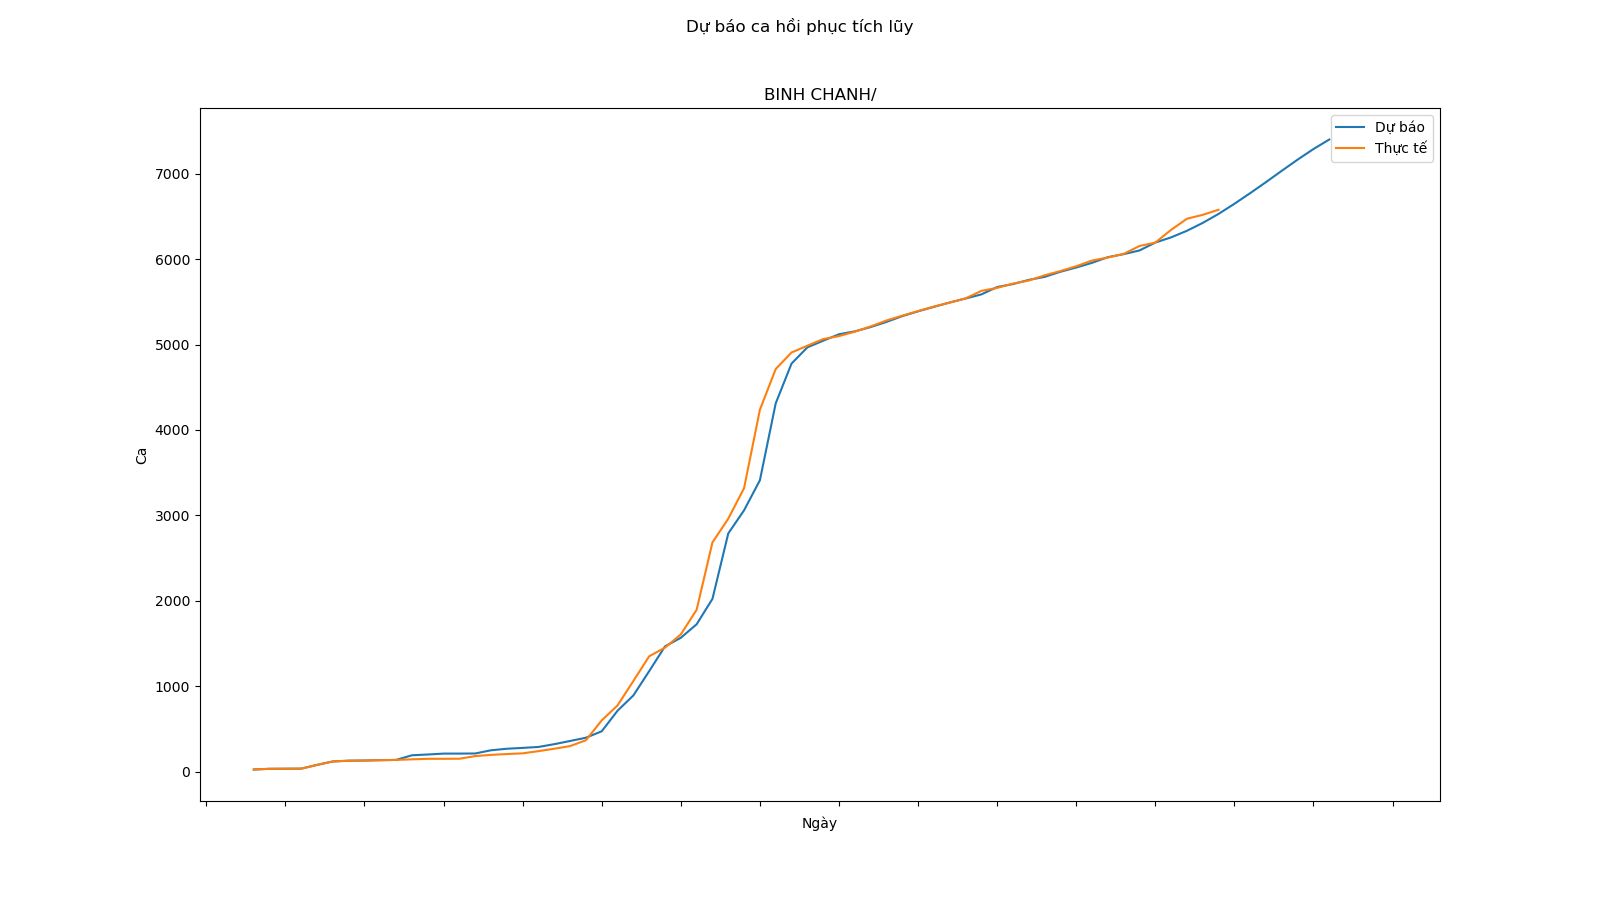 Dự báo ca hồi phục tích lũy
BINH CHANH/
Dự báo
Thực tế
7000
6000
5000
4000
3000
2000
1000
0
Ca
Ngày